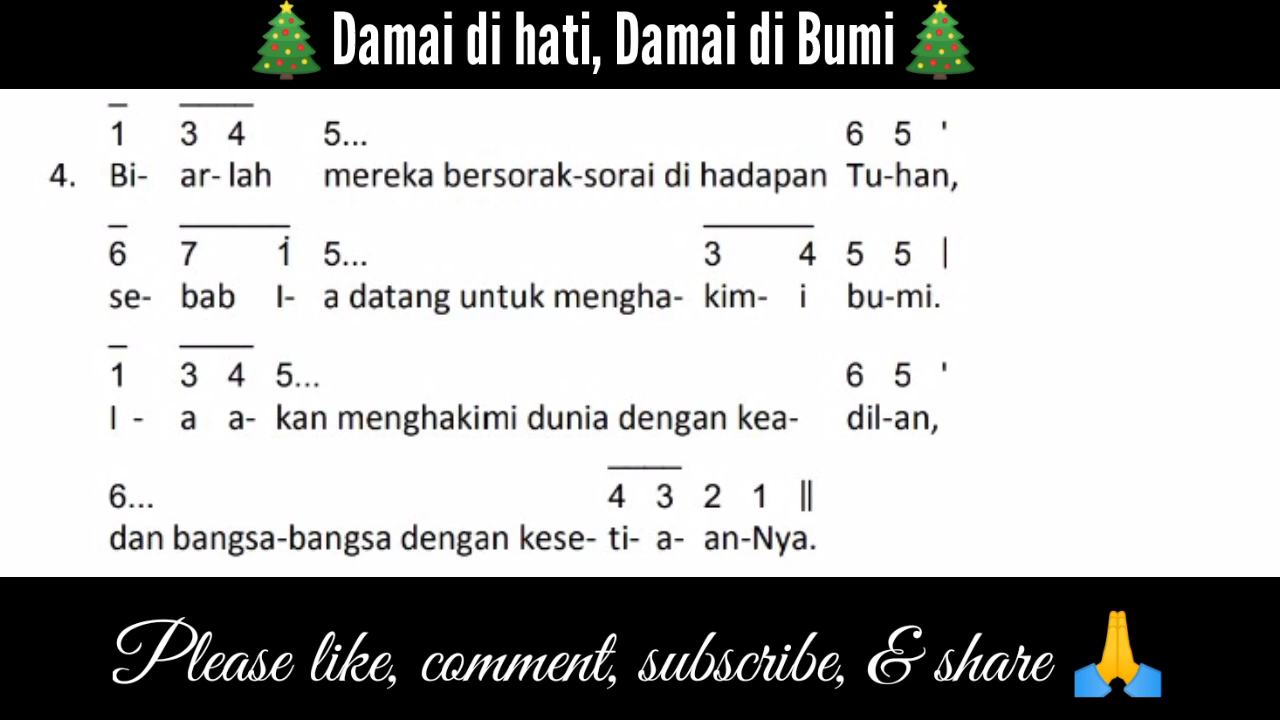 🎄Damai di hati, Damai di Bumi🎄
1 3 4 5... 6 5 '
4. Bi- ar- lah mereka bersorak-sorai di hadapan Tu-han,
6 7 1̇ 5... 3 4 5 5 |
se- bab I- a datang untuk mengha- kim- i bu-mi.
1 3 4 5... 6 5 '
I - a a- kan menghakimi dunia dengan kea- dil-an,
6... 4 3 2 1 ||
dan bangsa-bangsa dengan kese- ti- a- an-Nya.
Please like, comment, subscribe, & share 🙏